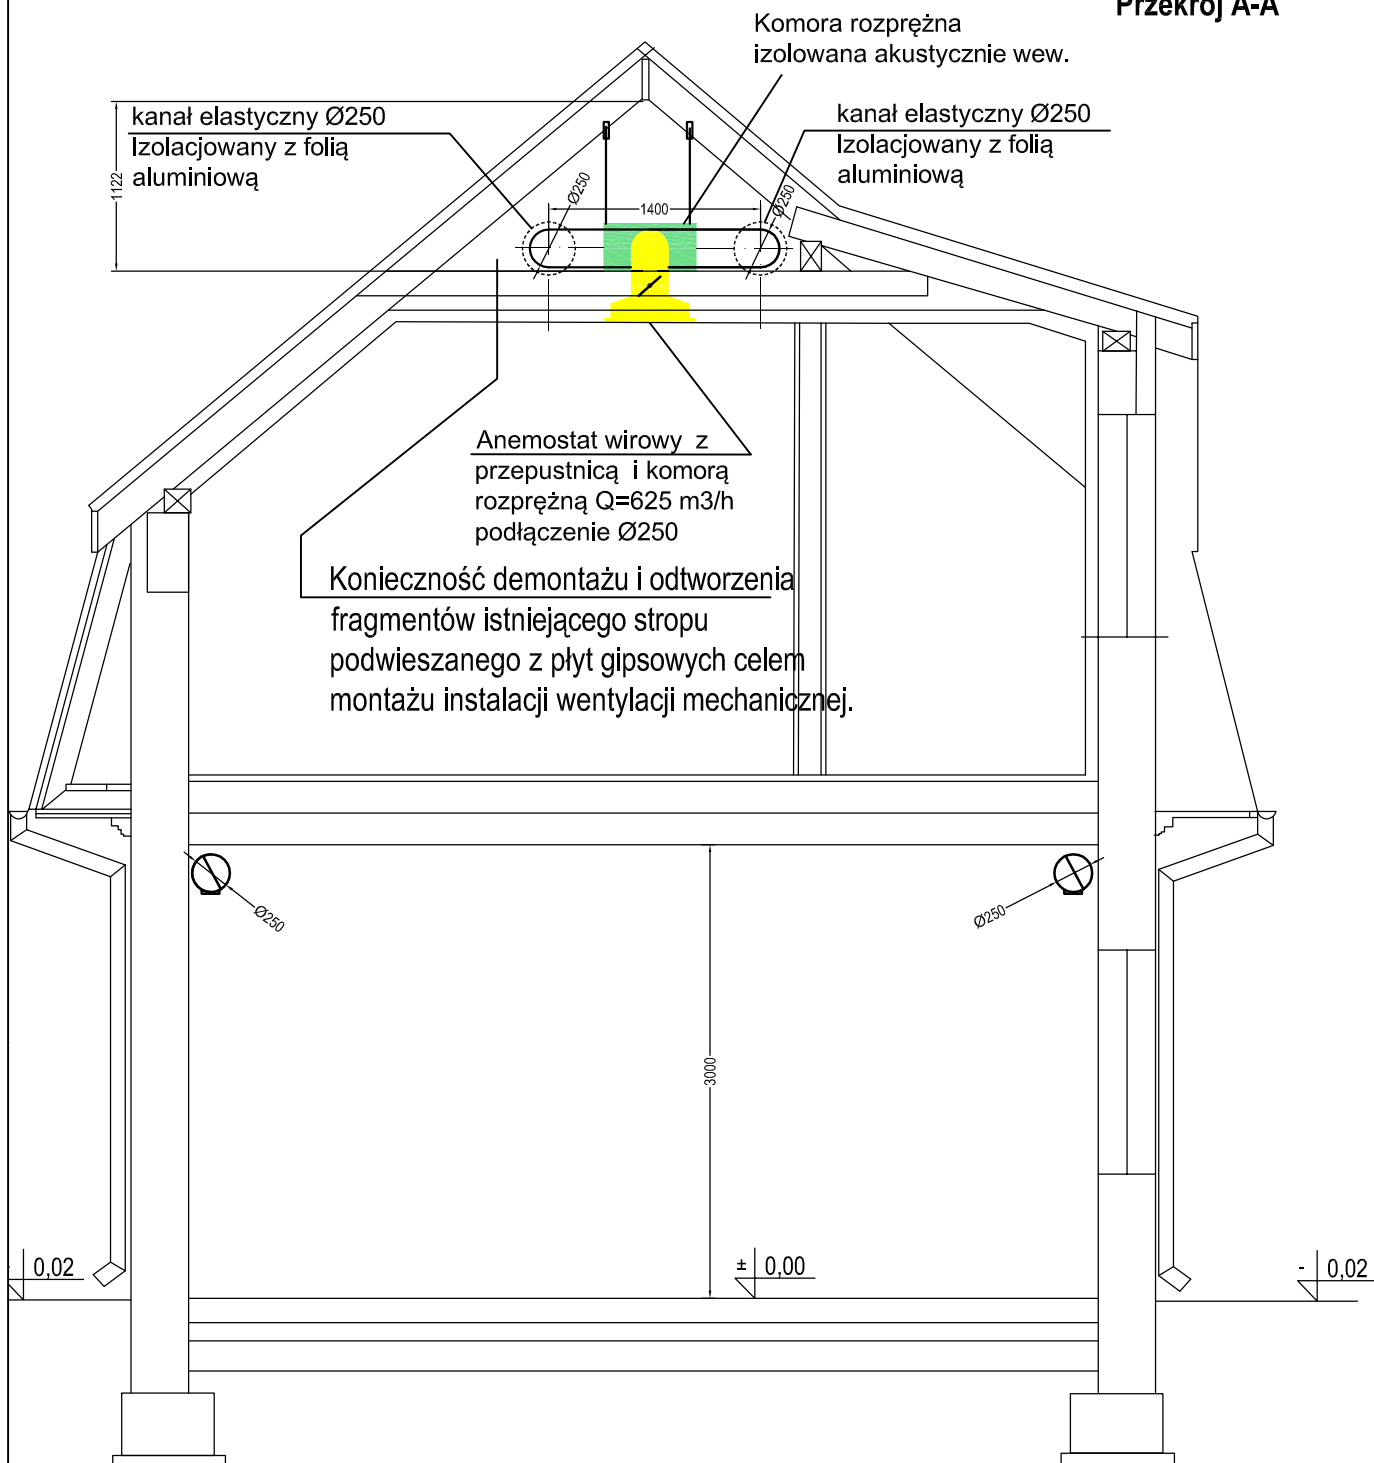 Przekrój A-A
Komora rozprężna
izolowana akustycznie wew.
kanał elastyczny Ø250
Izolacjowany z folią
aluminiową
kanał elastyczny Ø250
Izolacjowany z folią
aluminiową
1122
Ø250
1400
Ø250
Anemostat wirowy z
przepustnicą i komorą
rozprężną Q=625 m3/h
podłączenie Ø250
Konieczność demontażu i odtworzenia
fragmentów istniejącego stropu
podwieszanego z płyt gipsowych celem
montażu instalacji wentylacji mechanicznej.
Ø250
Ø250
3000
- 0,02
± 0,00
- 0,02